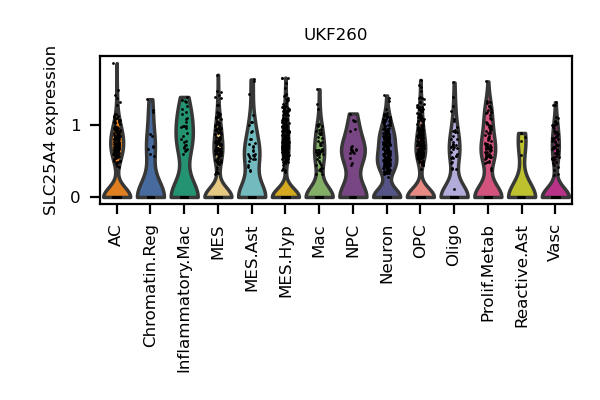 UKF260
SLC25A4 expression
1
0
AC
Chromatin.Reg
Inflammatory.Mac
MES
MES.Ast
MES.Hyp
Mac
NPC
Neuron
OPC
Oligo
Prolif.Metab
Reactive.Ast
Vasc